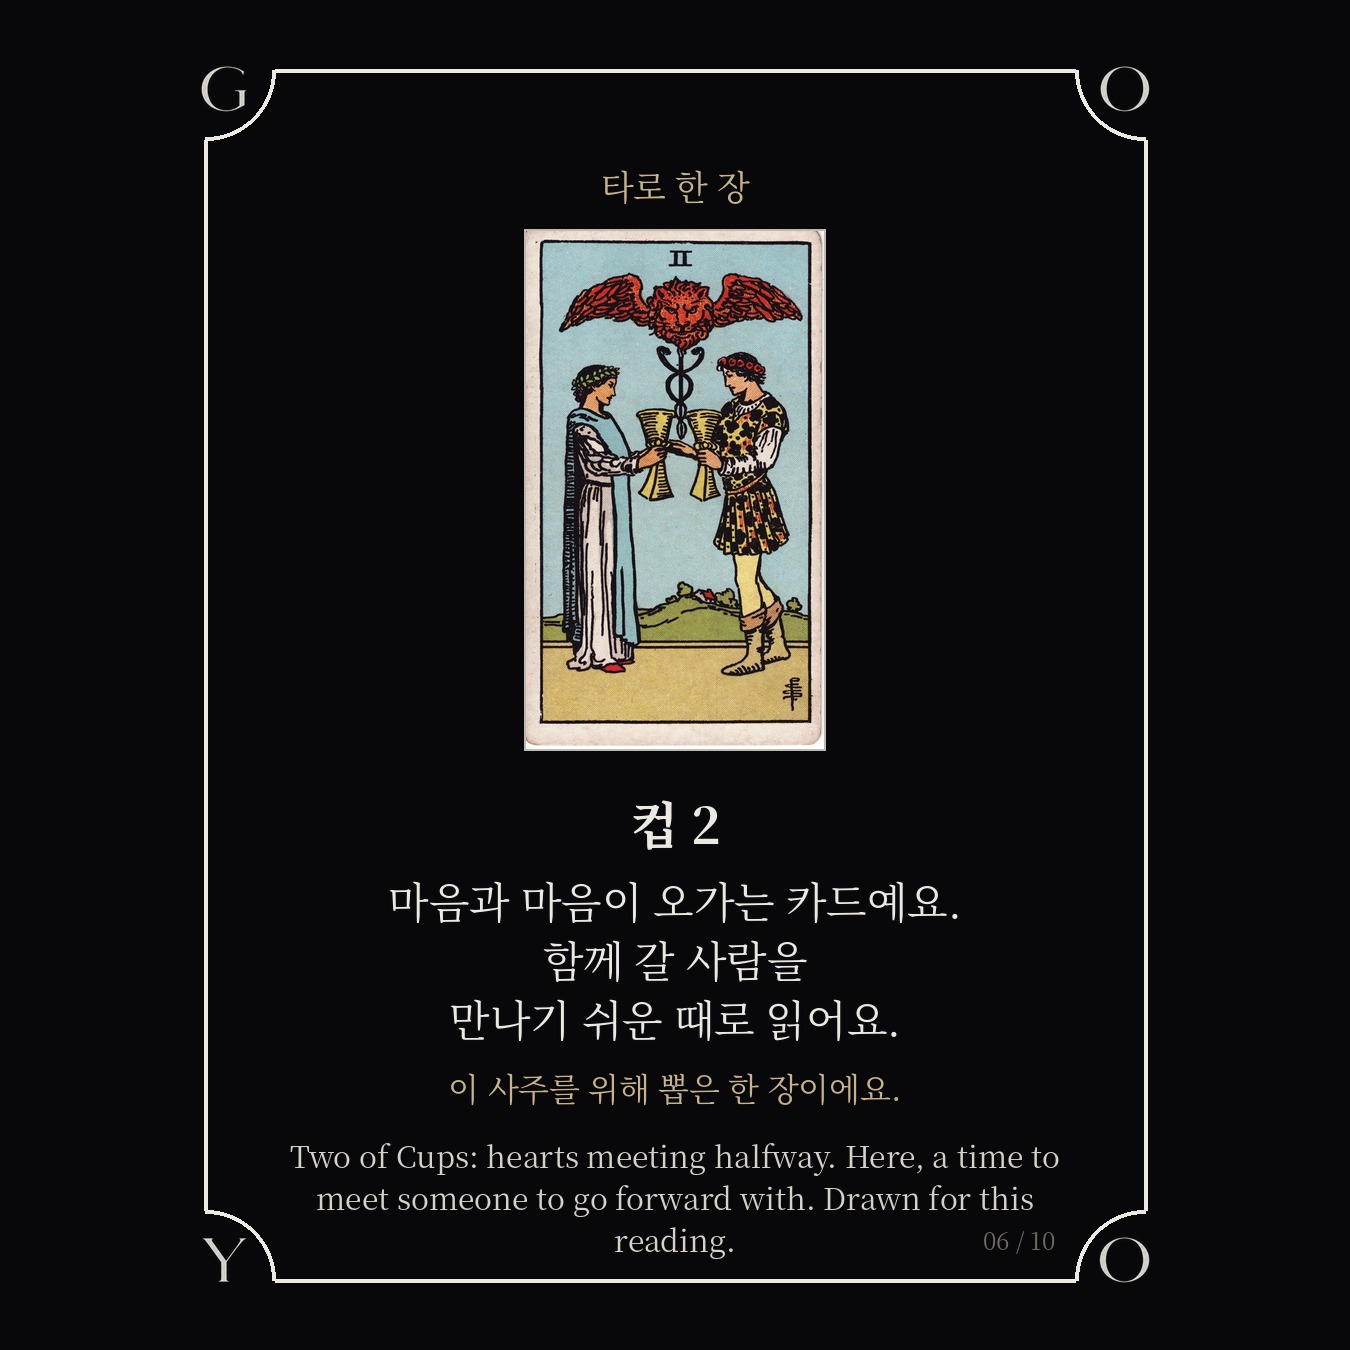 G O
타로 한 장
II
컵 2
마음과 마음이 오가는 카드예요.
함께 갈 사람을
만나기 쉬운 때로 읽어요.
이 사주를 위해 뽑은 한 장이에요.
Two of Cups: hearts meeting halfway. Here, a time to
meet someone to go forward with. Drawn for this
reading.
06 / 10
Y O